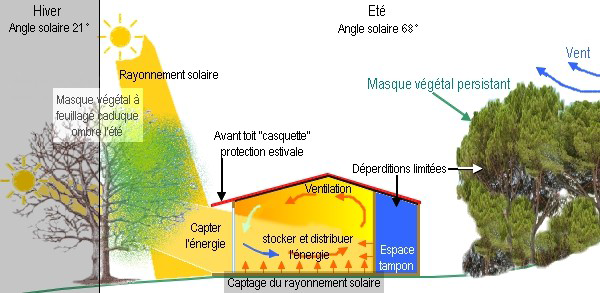 Hiver
Angle solaire 21°
Eté
Angle solaire 68°
Vent
Rayonnement solaire
Masque végétal persistant
Masque végétal à
feuillage caduque
ombre l'été
Avant toit "casquette"
protection estivale
Déperditions limitées
Ventilation
Capter
l'énergie
stocker et distribuer
l'énergie
Espace
tampon
Captage du rayonnement solaire